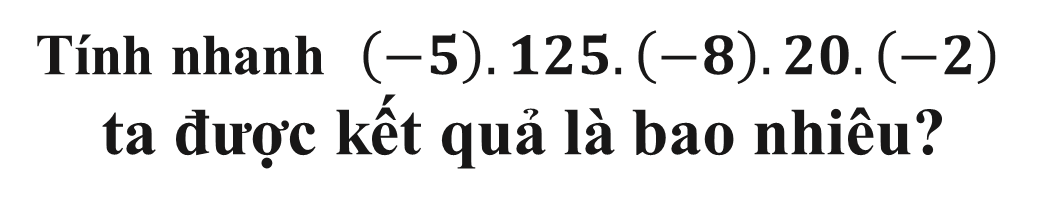 Tính nhanh (−5). 125. (−8). 20. (−2)
ta được kết quả là bao nhiêu?